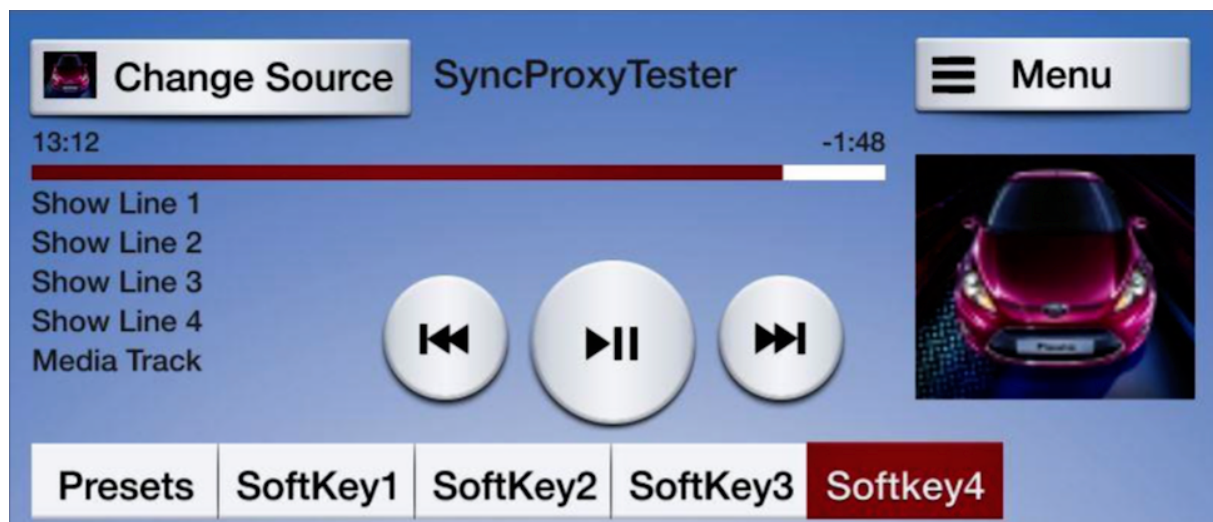 Change Source
SyncProxyTester
Menu
13:12
-1:48
Show Line 1
Show Line 2
Show Line 3
Show Line 4
Media Track
Presets
SoftKey1
SoftKey2
SoftKey3
Softkey4